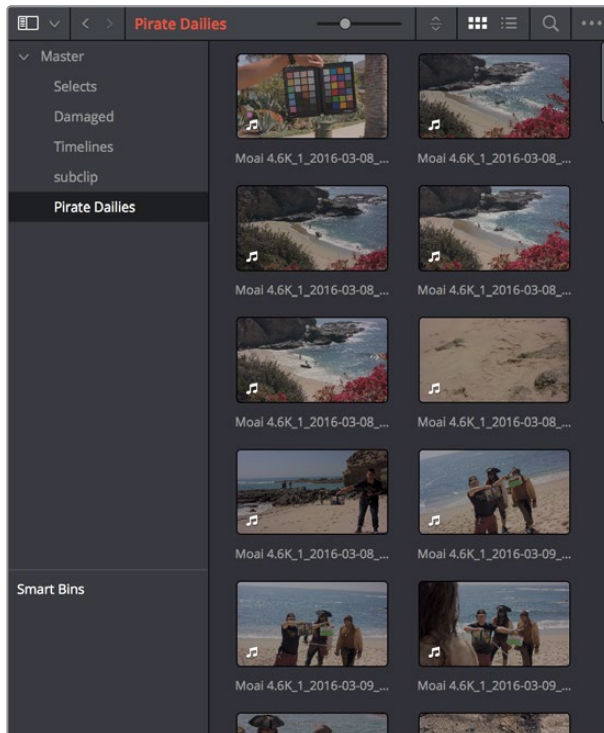 Pirate Dailies
Master
Selects
Damaged
Timelines
subclip
Pirate Dailies
Smart Bins
Moai 4.6K_1_2016-03-08_...
Moai 4.6K_1_2016-03-08_...
Moai 4.6K_1_2016-03-08_...
Moai 4.6K_1_2016-03-08_...
Moai 4.6K_1_2016-03-08_...
Moai 4.6K_1_2016-03-08_...
Moai 4.6K_1_2016-03-08_...
Moai 4.6K_1_2016-03-09_...
Moai 4.6K_1_2016-03-09_...
Moai 4.6K_1_2016-03-09_...